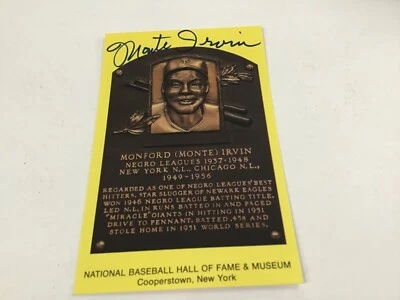 Monte Irvin
MONFORD (MONTE) IRVIN
NEGRO LEAGUES 1937-1948
NEW YORK N.L., CHICAGO N.L.,
1949-1956
REGARDED AS ONE OF NEGRO LEAGUES' BEST
HITTERS. STAR SLUGGER OF NEWARK EAGLES
WON 1946 NEGRO LEAGUE BATTING TITLE.
LED N.L. IN RUNS BATTED IN AND PACED
"MIRACLE" GIANTS IN HITTING IN 1951
DRIVE TO PENNANT. BATTED .458 AND
STOLE HOME IN 1951 WORLD SERIES.
NATIONAL BASEBALL HALL OF FAME & MUSEUM
Cooperstown, New York